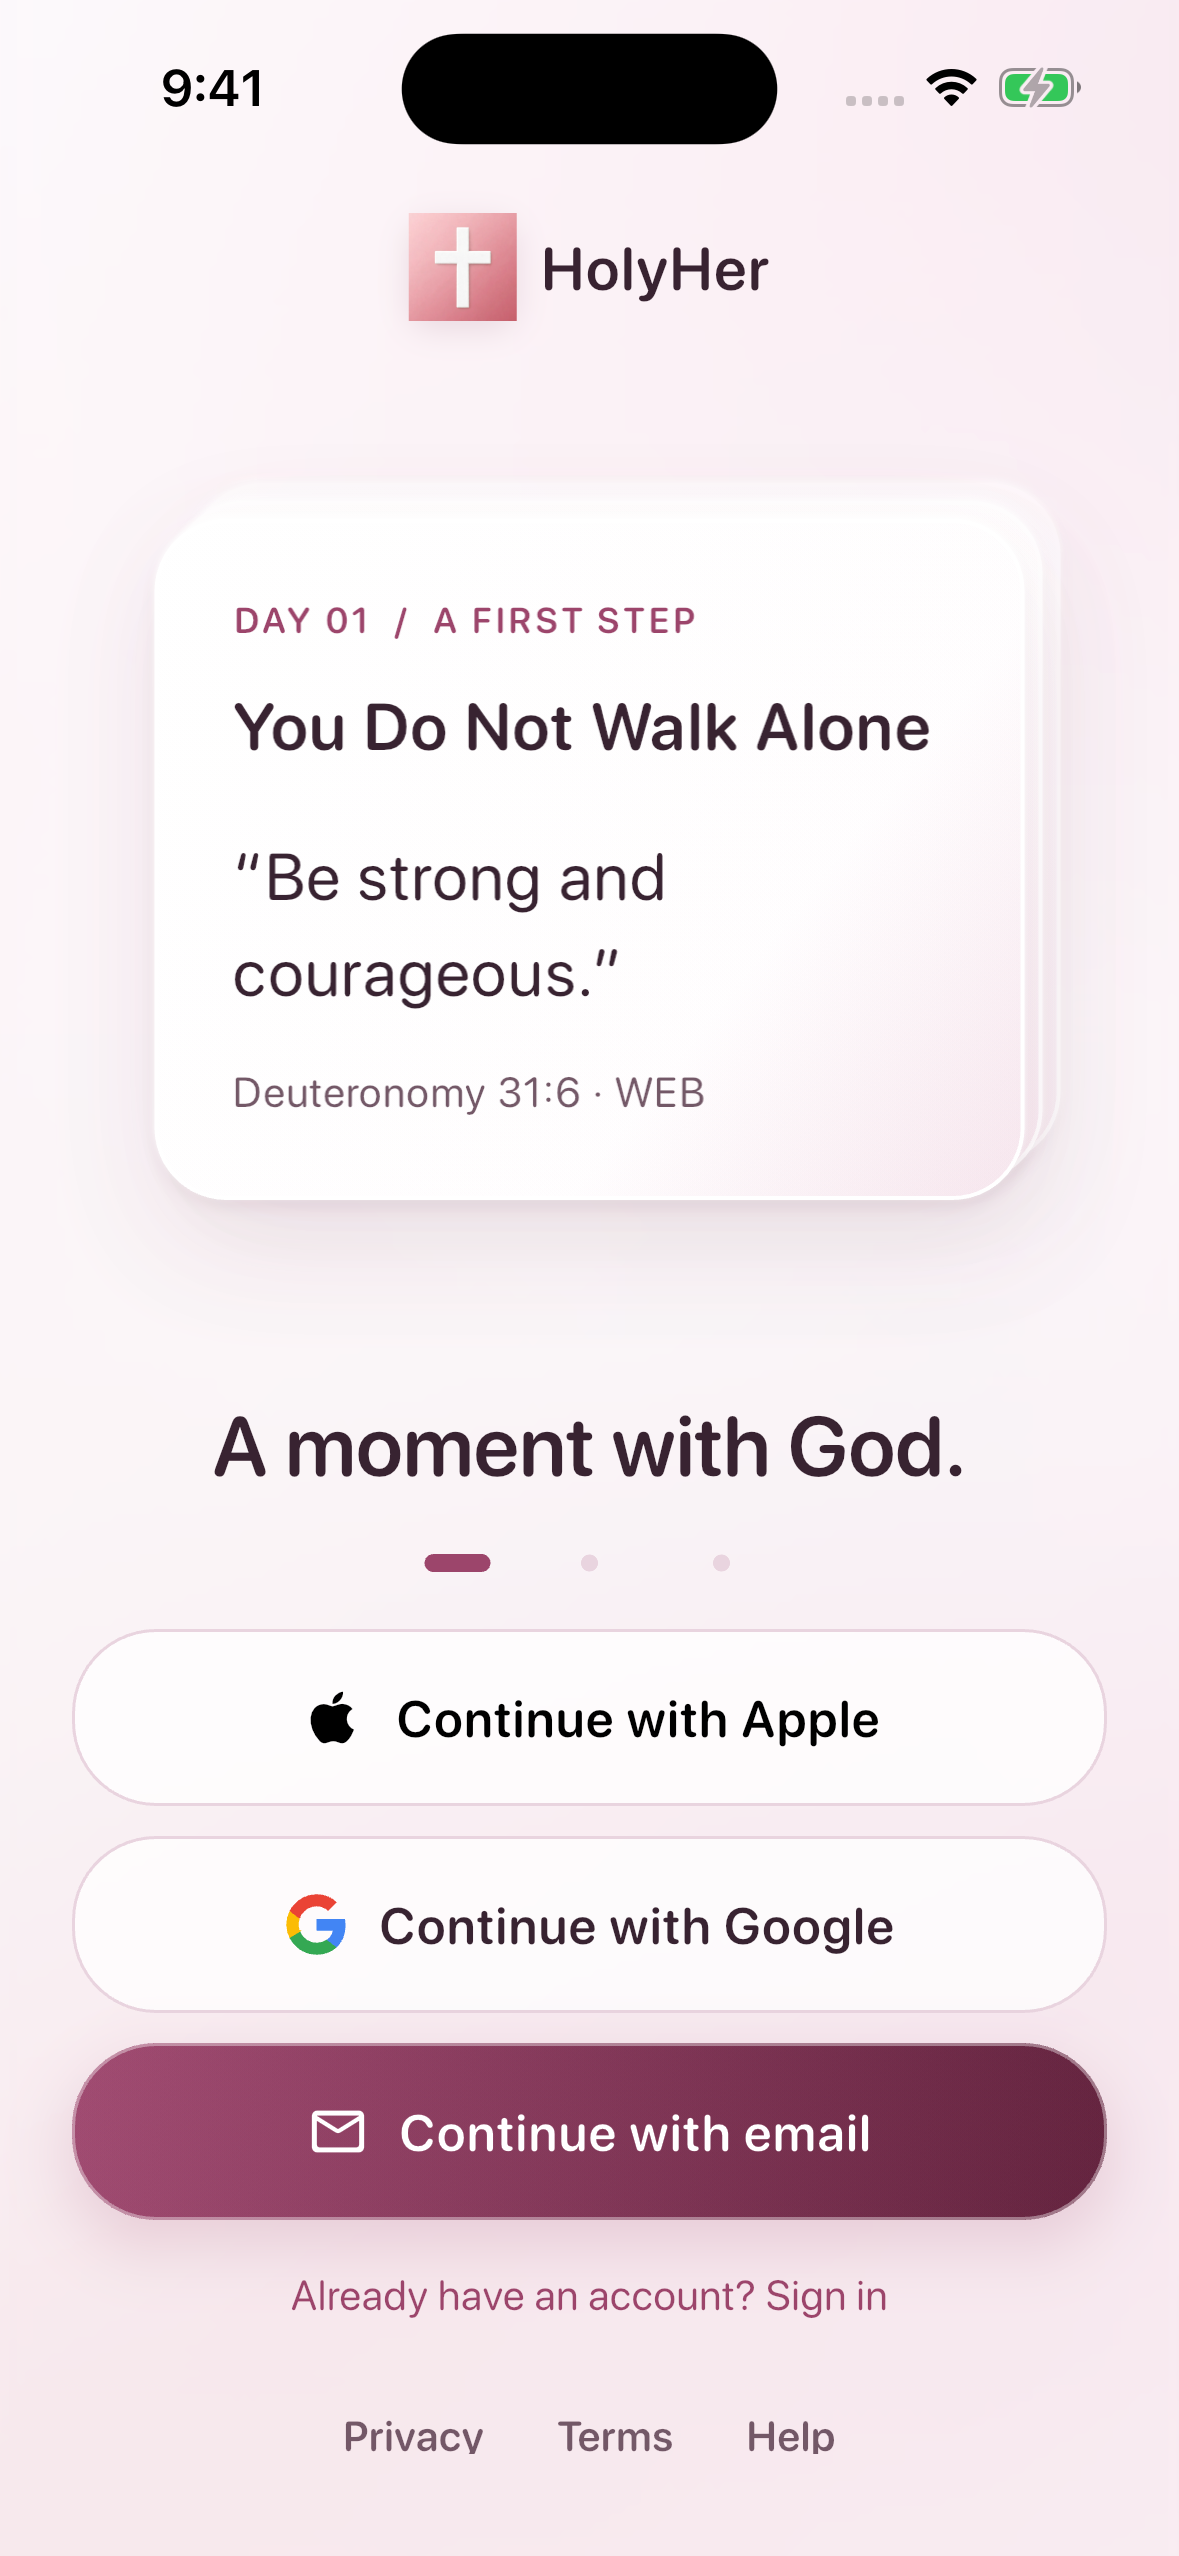 9:41
HolyHer
DAY 01 / A FIRST STEP
You Do Not Walk Alone
“Be strong and
courageous.”
Deuteronomy 31:6 · WEB
A moment with God.
Continue with Apple
Continue with Google
Continue with email
Already have an account? Sign in
Privacy Terms Help